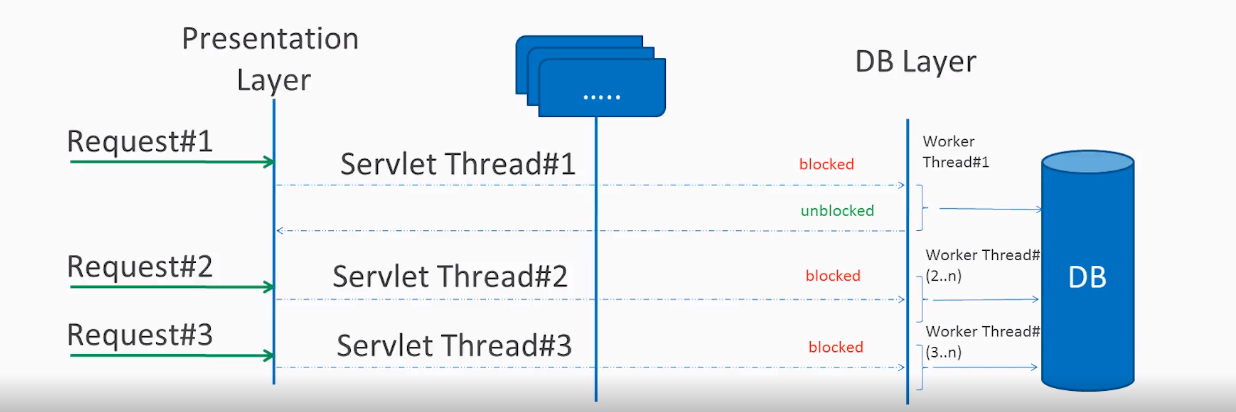 Presentation
Layer
.....
DB Layer
Request#1
Servlet Thread#1
blocked
Worker
Thread#1
unblocked
Request#2
Servlet Thread#2
blocked
Worker Thread#
(2..n)
DB
Request#3
Servlet Thread#3
blocked
Worker Thread#
(3..n)